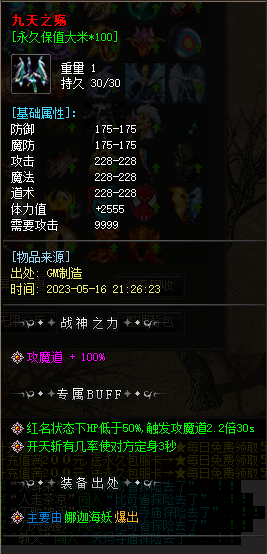 九天之殇
[永久保值大米*100]
重量 1
持久 30/30
[基础属性]:
防御 175-175
魔防 175-175
攻击 228-228
魔法 228-228
道术 228-228
体力值 +2555
需要攻击 9999
[物品来源]
出处: GM制造
时间: 2023-05-16 21:26:23
战神之力
攻魔道 + 100%
专属BUFF
红名状态下HP低于50%,触发攻魔道2.2倍30s
开天斩有几率使对方定身3秒
装备出处
主要由娜迦海妖爆出